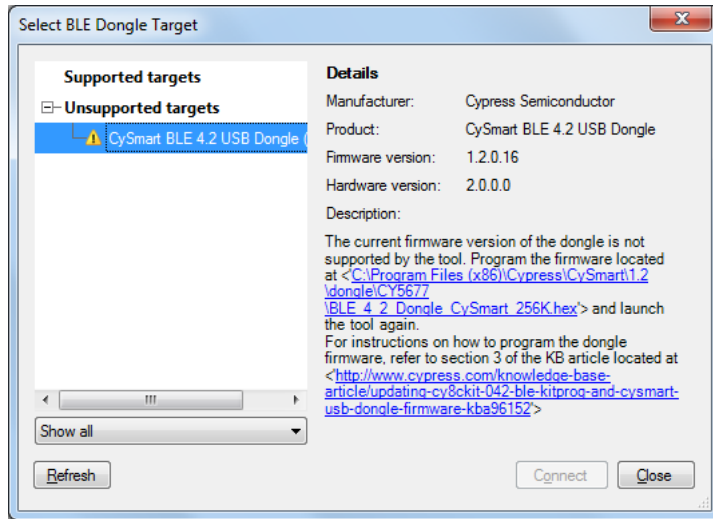 Select BLE Dongle Target
Supported targets
Unsupported targets
CySmart BLE 4.2 USB Dongle (
Show all
Refresh
Details
Manufacturer: Cypress Semiconductor
Product: CySmart BLE 4.2 USB Dongle
Firmware version: 1.2.0.16
Hardware version: 2.0.0.0
Description:
The current firmware version of the dongle is not
supported by the tool. Program the firmware located
at <'C:\Program Files (x86)\Cypress\CySmart\1.2
\dongle\CY5677
\BLE_4_2_Dongle_CySmart_256K.hex'> and launch
the tool again.
For instructions on how to program the dongle
firmware, refer to section 3 of the KB article located at
<'http://www.cypress.com/knowledge-base-
article/updating-cy8ckit-042-ble-kitprog-and-cysmart-
usb-dongle-firmware-kba96152'>
Connect
Close